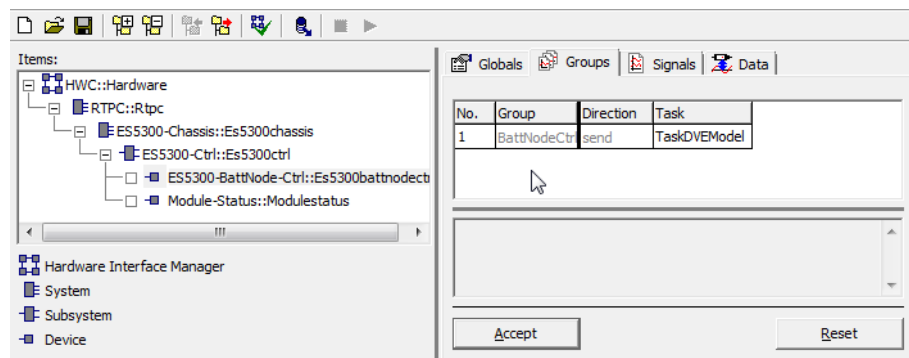 Items:
HWC::Hardware
RTPC::Rtpc
ES5300-Chassis::Es5300chassis
ES5300-Ctrl::Es5300ctrl
ES5300-BattNode-Ctrl::Es5300battnodectr
Module-Status::Modulestatus
Hardware Interface Manager
System
Subsystem
Device
Globals Groups Signals Data
No. Group Direction Task
1 BattNodeCtrl send TaskDVEModel
Accept Reset